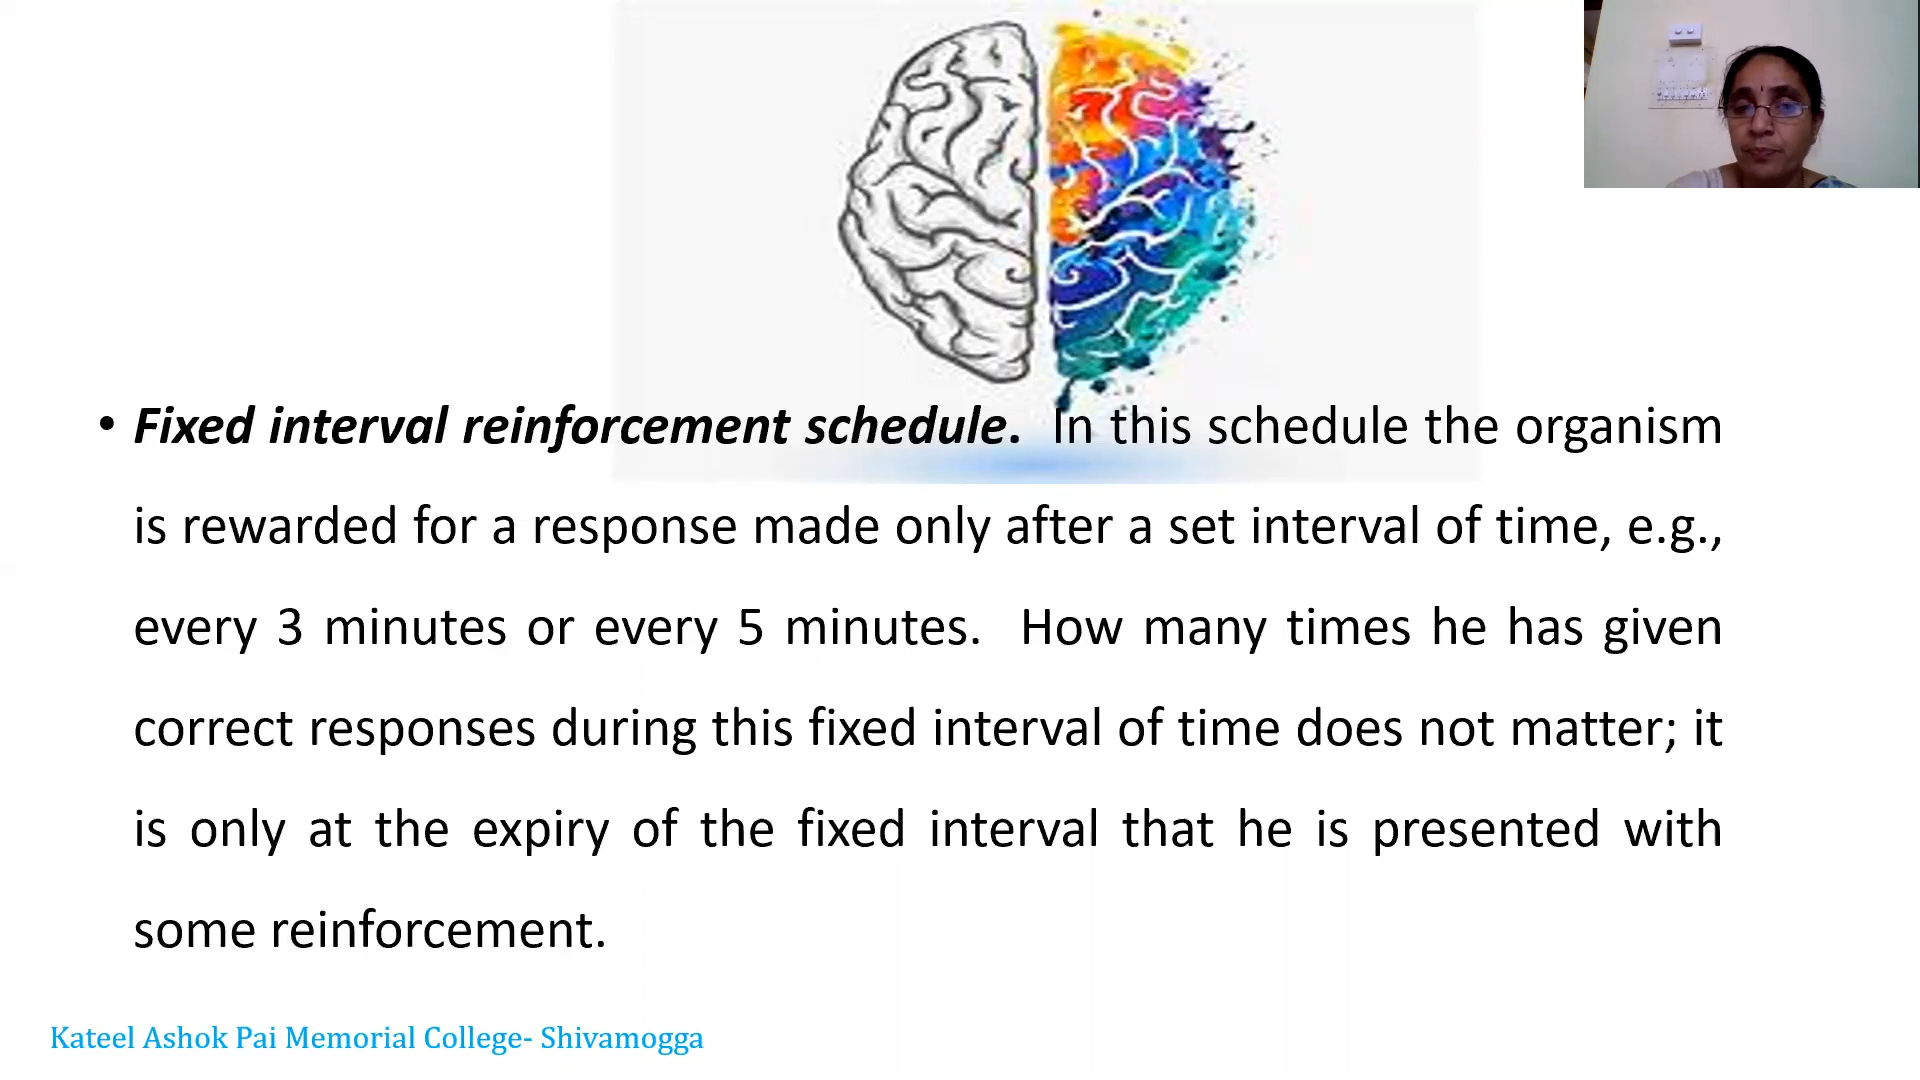 • Fixed interval reinforcement schedule. In this schedule the organism
is rewarded for a response made only after a set interval of time, e.g.,
every 3 minutes or every 5 minutes. How many times he has given
correct responses during this fixed interval of time does not matter; it
is only at the expiry of the fixed interval that he is presented with
some reinforcement.
Kateel Ashok Pai Memorial College- Shivamogga